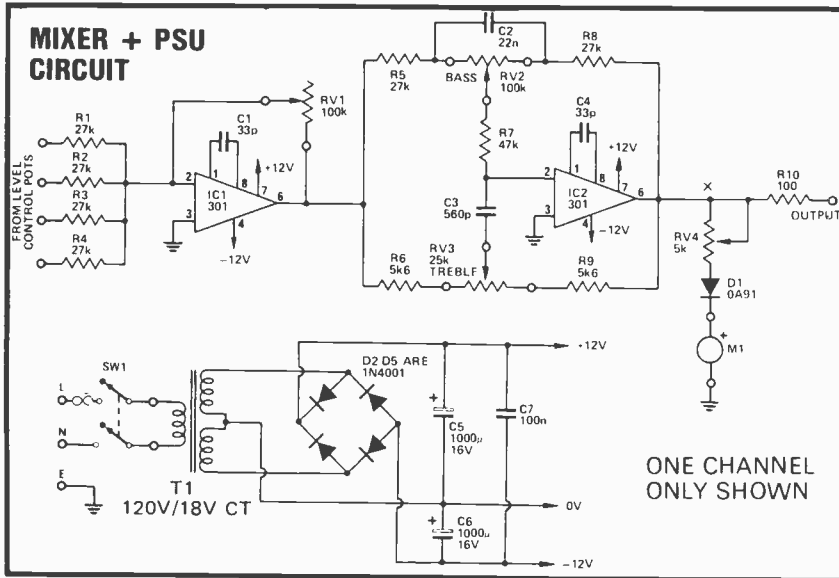 MIXER + PSU
CIRCUIT
FROM LEVEL
CONTROL POTS
R1
27k
R2
27k
R3
27k
R4
27k
C1
33p
RV1
100k
+12V
2
3
1
8
7
6
4
IC1
301
-12V
R5
27k
C2
22n
BASS
RV2
100k
R8
27k
R7
47k
C3
560p
C4
33p
+12V
2
3
1
8
7
6
4
IC2
301
-12V
R6
5k6
RV3
25k
TREBLE
R9
5k6
X
R10
100
OUTPUT
RV4
5k
D1
0A91
+
M1
L
N
E
SW1
T1
120V/18V CT
D2 D5 ARE
1N4001
+
C5
1000µ
16V
C7
100n
+
C6
1000µ
16V
+12V
0V
-12V
ONE CHANNEL
ONLY SHOWN